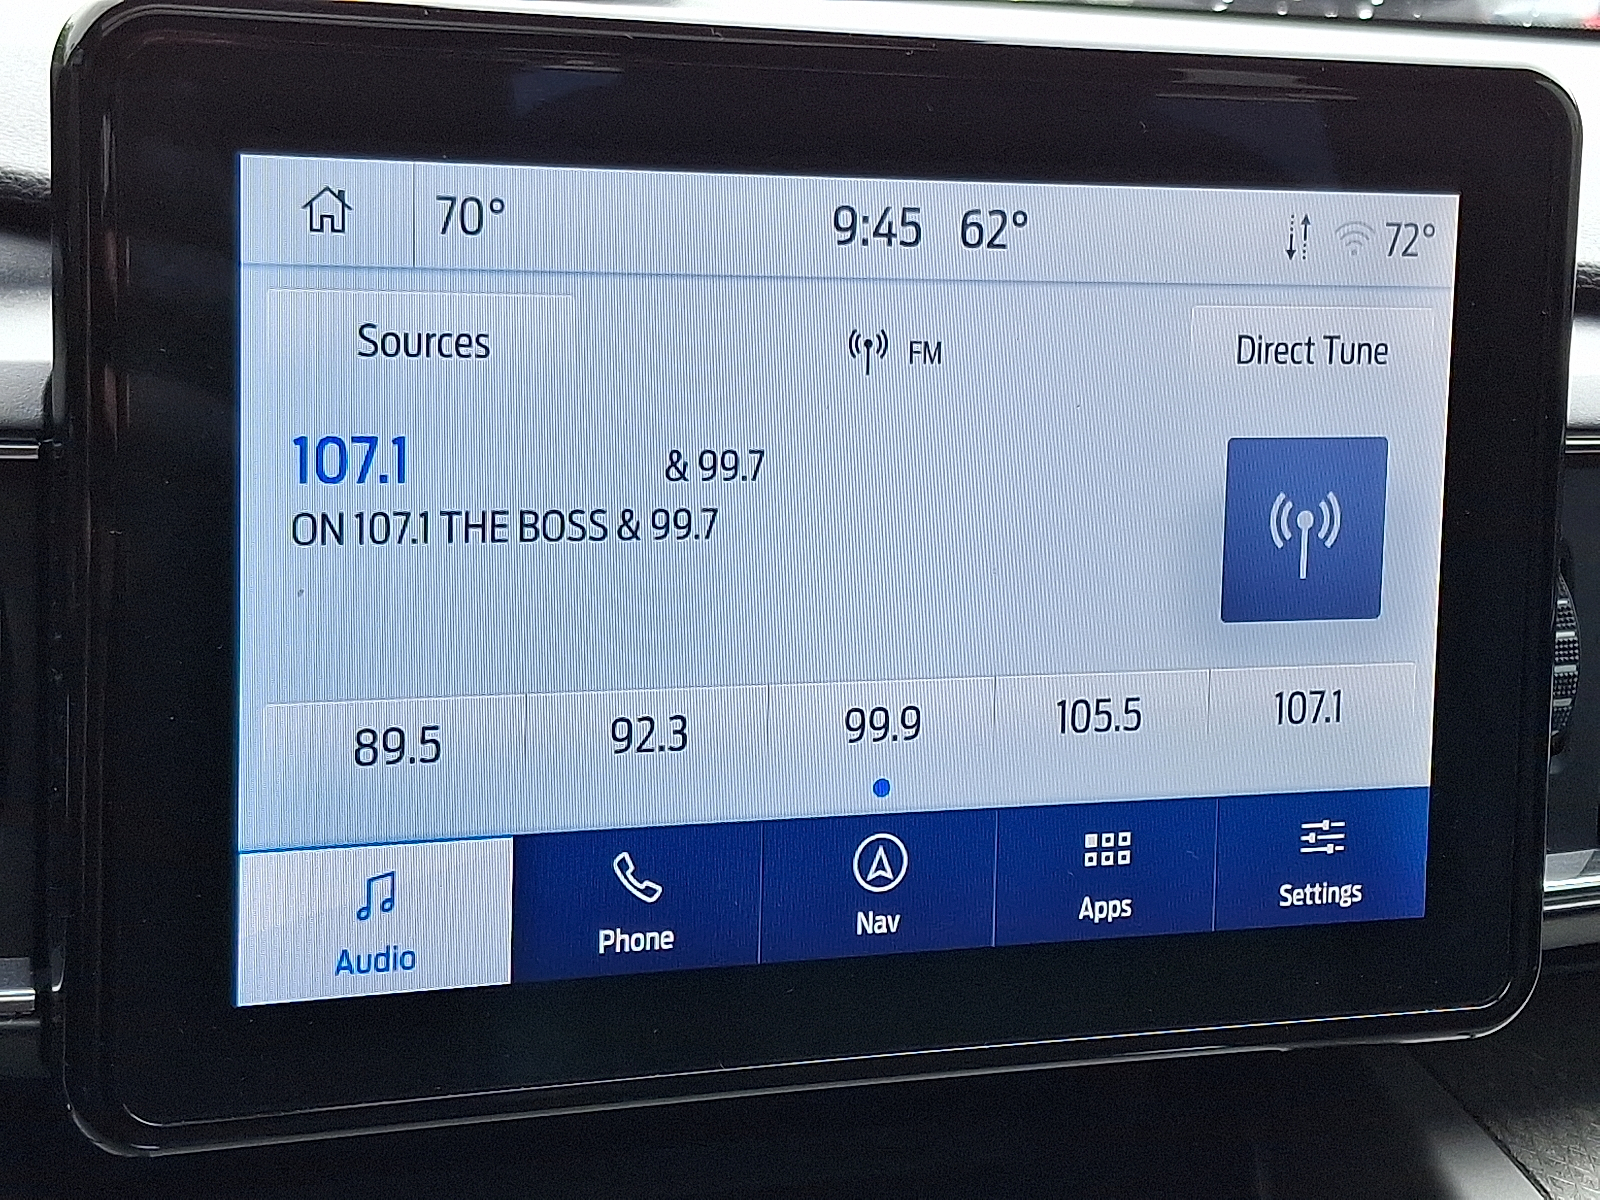 70° 9:45 62° 72°
Sources FM Direct Tune
107.1 & 99.7
ON 107.1 THE BOSS & 99.7
89.5 92.3 99.9 105.5 107.1
Audio Phone Nav Apps Settings